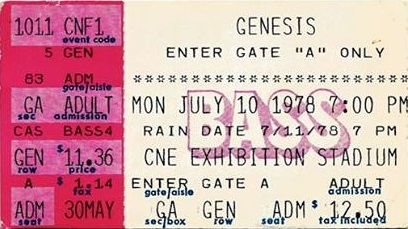 1011 CNF1
event code
5 GEN
83 ADM
gate/aisle
GA ADULT
sec admission
CAS BASS4
GEN $11.36
row price
A $1.14
seat tax
ADM 30MAY
GENESIS
ENTER GATE "A" ONLY
********************
BASS
MON JULY 10 1978 7:00 PM
RAIN DATE 7/11/78 7 PM
CNE EXHIBITION STADIUM
ENTER GATE A ADULT
gate/aisle admission
GA GEN ADM $12.50
sec/box row seat tax included